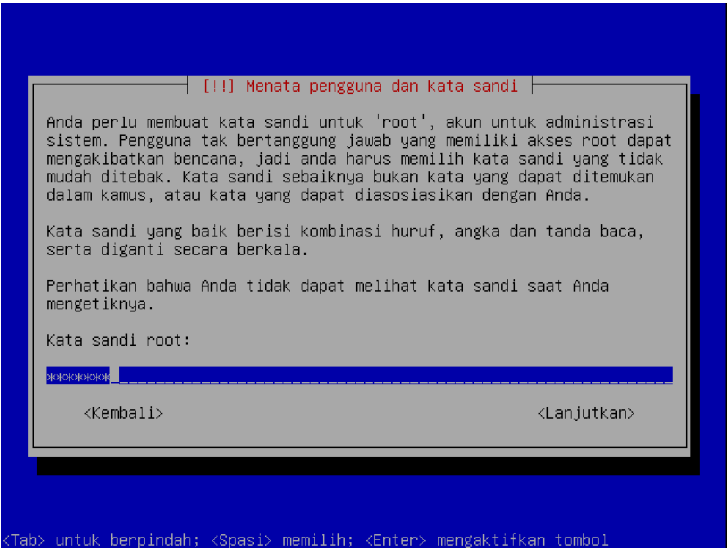 [!!] Menata pengguna dan kata sandi
Anda perlu membuat kata sandi untuk 'root', akun untuk administrasi
sistem. Pengguna tak bertanggung jawab yang memiliki akses root dapat
mengakibatkan bencana, jadi anda harus memilih kata sandi yang tidak
mudah ditebak. Kata sandi sebaiknya bukan kata yang dapat ditemukan
dalam kamus, atau kata yang dapat diasosiasikan dengan Anda.
Kata sandi yang baik berisi kombinasi huruf, angka dan tanda baca,
serta diganti secara berkala.
Perhatikan bahwa Anda tidak dapat melihat kata sandi saat Anda
mengetiknya.
Kata sandi root:
*******
<Kembali> <Lanjutkan>
<Tab> untuk berpindah; <Spasi> memilih; <Enter> mengaktifkan tombol